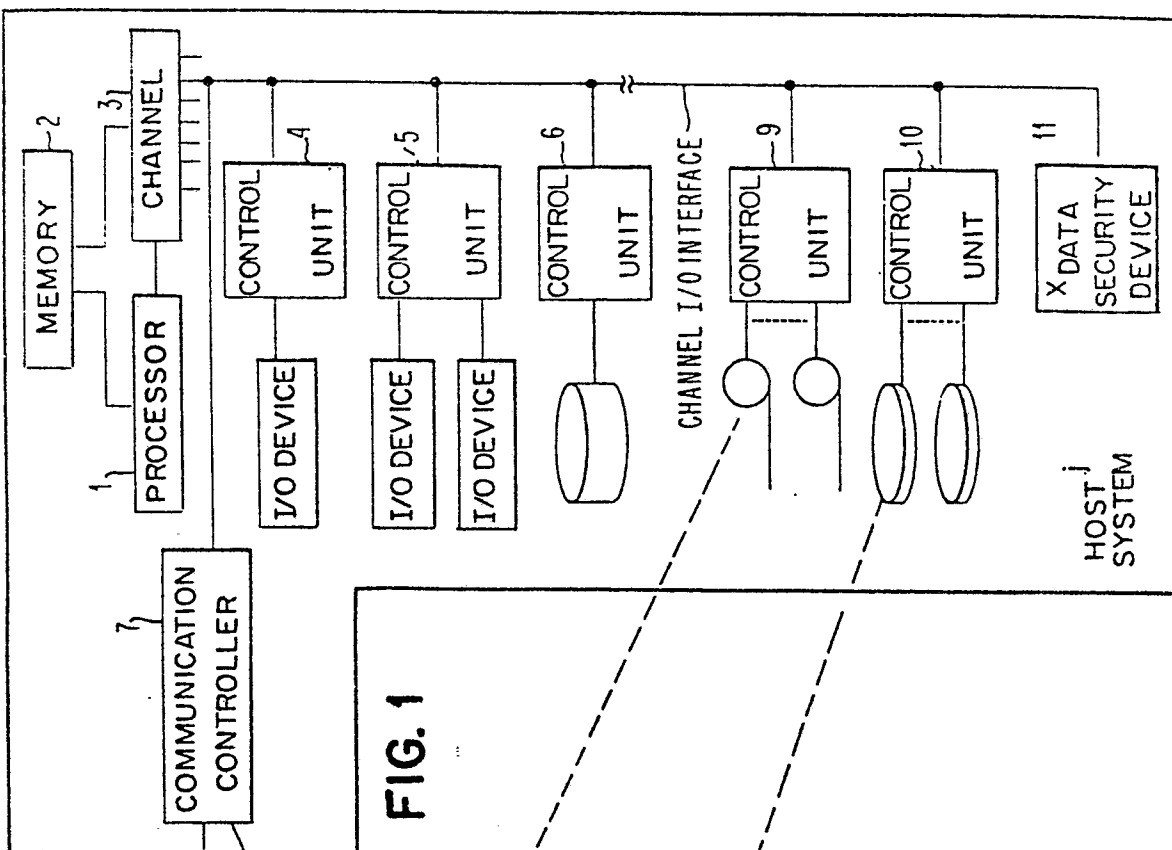 MEMORY
2
3
CHANNEL
1
PROCESSOR
7
COMMUNICATION
CONTROLLER
CONTROL
UNIT
4
I/O DEVICE
CONTROL
UNIT
5
I/O DEVICE
I/O DEVICE
CONTROL
UNIT
6
CHANNEL I/O INTERFACE
CONTROL
UNIT
9
CONTROL
UNIT
10
11
X DATA
SECURITY
DEVICE
HOST j
SYSTEM
FIG. 1